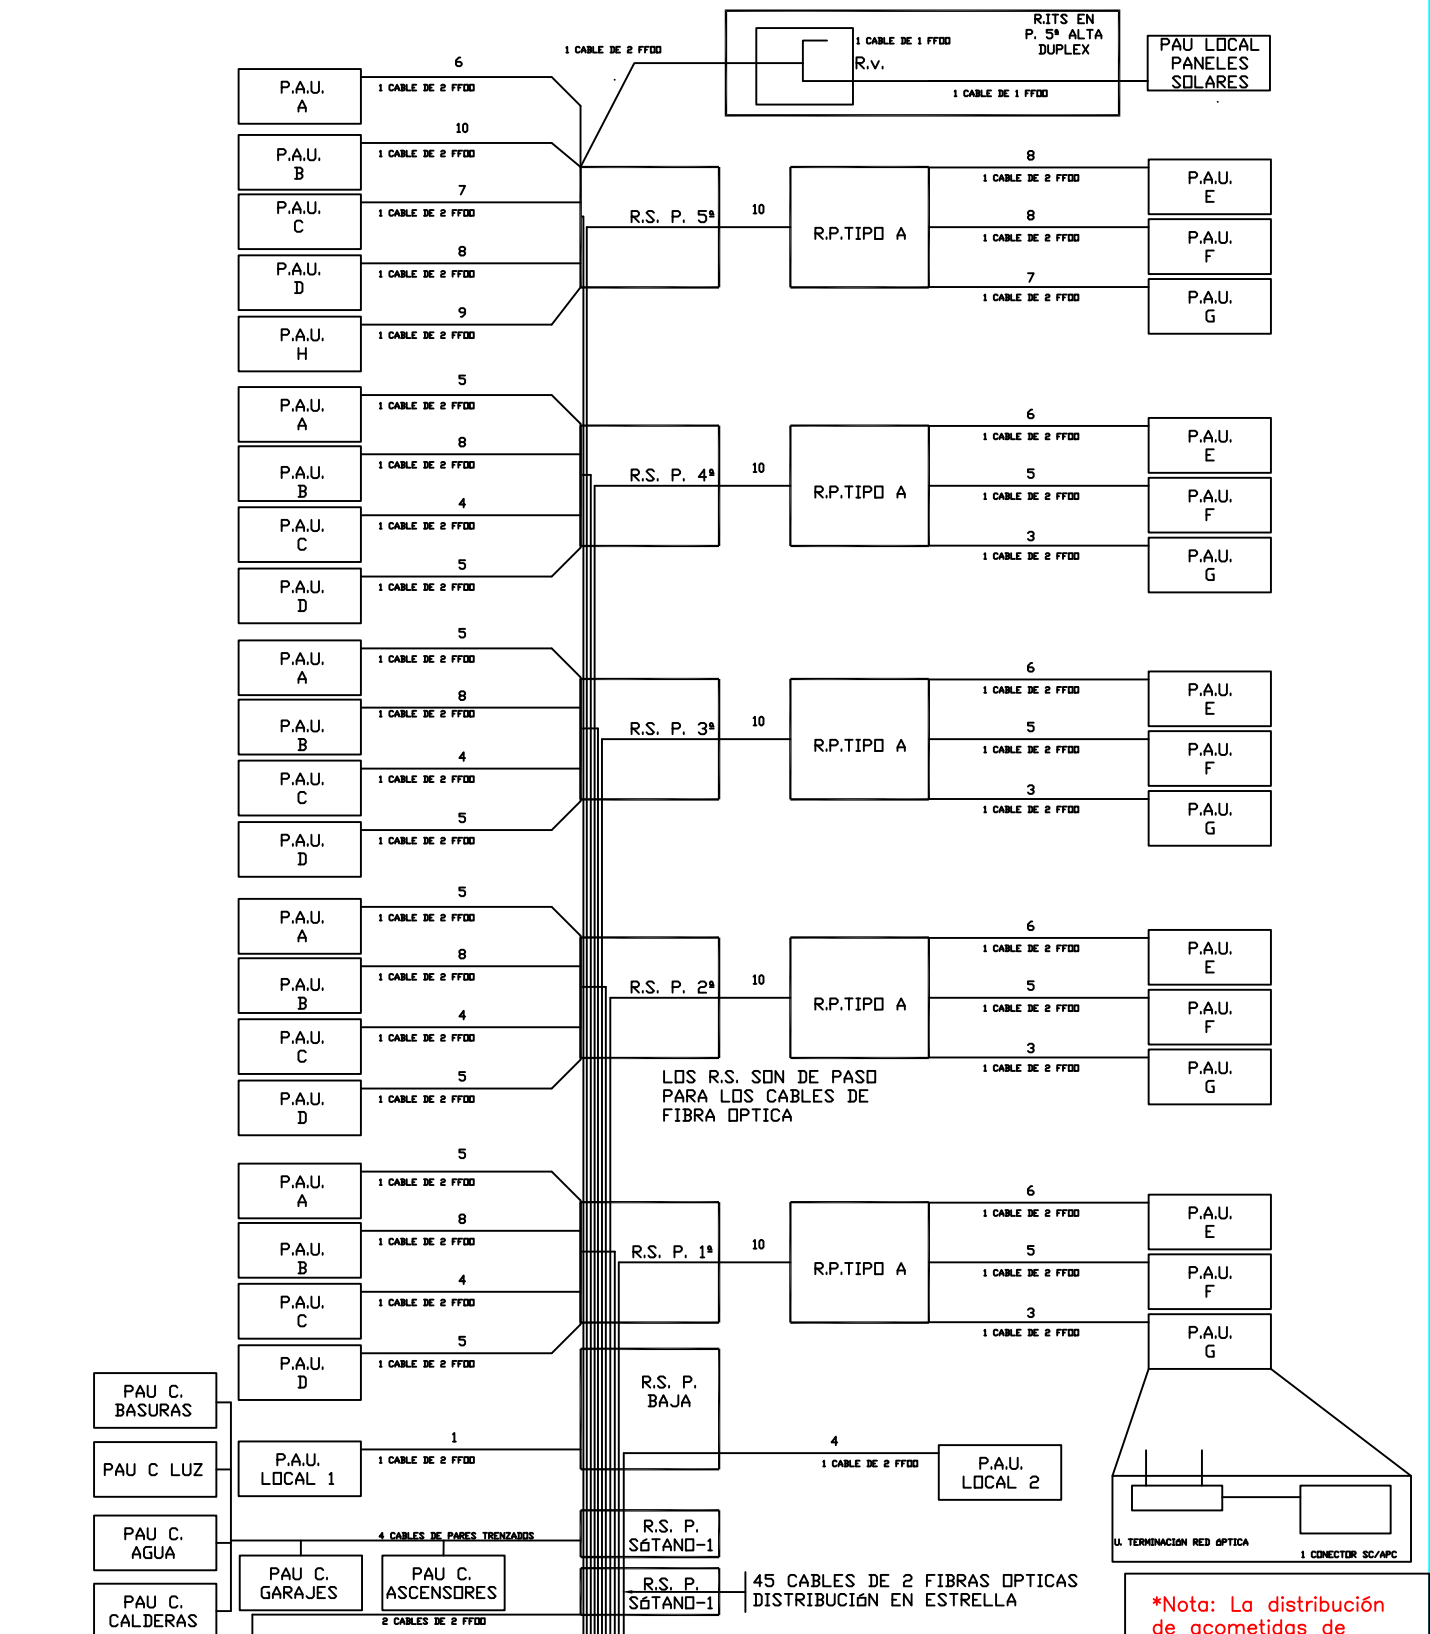 R.ITS EN
P. 5ª ALTA
DUPLEX
1 CABLE DE 2 FFOO
1 CABLE DE 1 FFOO
R.v.
1 CABLE DE 1 FFOO
PAU LOCAL
PANELES
SOLARES
P.A.U.
A
6
1 CABLE DE 2 FFOO
P.A.U.
B
10
1 CABLE DE 2 FFOO
P.A.U.
C
7
1 CABLE DE 2 FFOO
P.A.U.
D
8
1 CABLE DE 2 FFOO
P.A.U.
H
9
1 CABLE DE 2 FFOO
R.S. P. 5ª
10
R.P.TIPO A
8
1 CABLE DE 2 FFOO
P.A.U.
E
8
1 CABLE DE 2 FFOO
P.A.U.
F
7
1 CABLE DE 2 FFOO
P.A.U.
G
P.A.U.
A
5
1 CABLE DE 2 FFOO
P.A.U.
B
8
1 CABLE DE 2 FFOO
P.A.U.
C
4
1 CABLE DE 2 FFOO
P.A.U.
D
5
1 CABLE DE 2 FFOO
R.S. P. 4ª
10
R.P.TIPO A
6
1 CABLE DE 2 FFOO
P.A.U.
E
5
1 CABLE DE 2 FFOO
P.A.U.
F
3
1 CABLE DE 2 FFOO
P.A.U.
G
P.A.U.
A
5
1 CABLE DE 2 FFOO
P.A.U.
B
8
1 CABLE DE 2 FFOO
P.A.U.
C
4
1 CABLE DE 2 FFOO
P.A.U.
D
5
1 CABLE DE 2 FFOO
R.S. P. 3ª
10
R.P.TIPO A
6
1 CABLE DE 2 FFOO
P.A.U.
E
5
1 CABLE DE 2 FFOO
P.A.U.
F
3
1 CABLE DE 2 FFOO
P.A.U.
G
P.A.U.
A
5
1 CABLE DE 2 FFOO
P.A.U.
B
8
1 CABLE DE 2 FFOO
P.A.U.
C
4
1 CABLE DE 2 FFOO
P.A.U.
D
5
1 CABLE DE 2 FFOO
R.S. P. 2ª
10
R.P.TIPO A
6
1 CABLE DE 2 FFOO
P.A.U.
E
5
1 CABLE DE 2 FFOO
P.A.U.
F
3
1 CABLE DE 2 FFOO
P.A.U.
G
LOS R.S. SON DE PASO
PARA LOS CABLES DE
FIBRA OPTICA
P.A.U.
A
5
1 CABLE DE 2 FFOO
P.A.U.
B
8
1 CABLE DE 2 FFOO
P.A.U.
C
4
1 CABLE DE 2 FFOO
P.A.U.
D
5
1 CABLE DE 2 FFOO
R.S. P. 1ª
10
R.P.TIPO A
6
1 CABLE DE 2 FFOO
P.A.U.
E
5
1 CABLE DE 2 FFOO
P.A.U.
F
3
1 CABLE DE 2 FFOO
P.A.U.
G
PAU C.
BASURAS
PAU C LUZ
PAU C.
AGUA
PAU C.
CALDERAS
P.A.U.
LOCAL 1
1
1 CABLE DE 2 FFOO
R.S. P.
BAJA
4
1 CABLE DE 2 FFOO
P.A.U.
LOCAL 2
4 CABLES DE PARES TRENZADOS
PAU C.
GARAJES
PAU C.
ASCENSORES
R.S. P.
SóTANO-1
R.S. P.
SóTANO-1
2 CABLES DE 2 FFOO
45 CABLES DE 2 FIBRAS OPTICAS
DISTRIBUCIóN EN ESTRELLA
U. TERMINACIóN RED óPTICA
1 CONECTOR SC/APC
*Nota: La distribución
de acometidas de